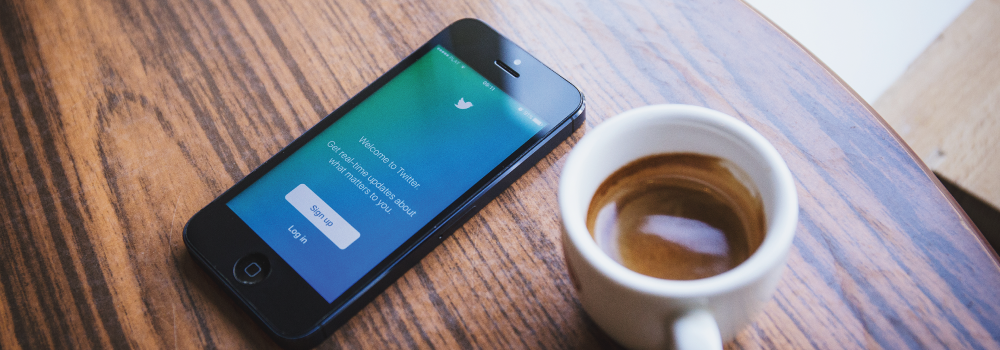 Welcome to Twitter.
Get real-time updates about
what matters to you.
Sign up
Log in